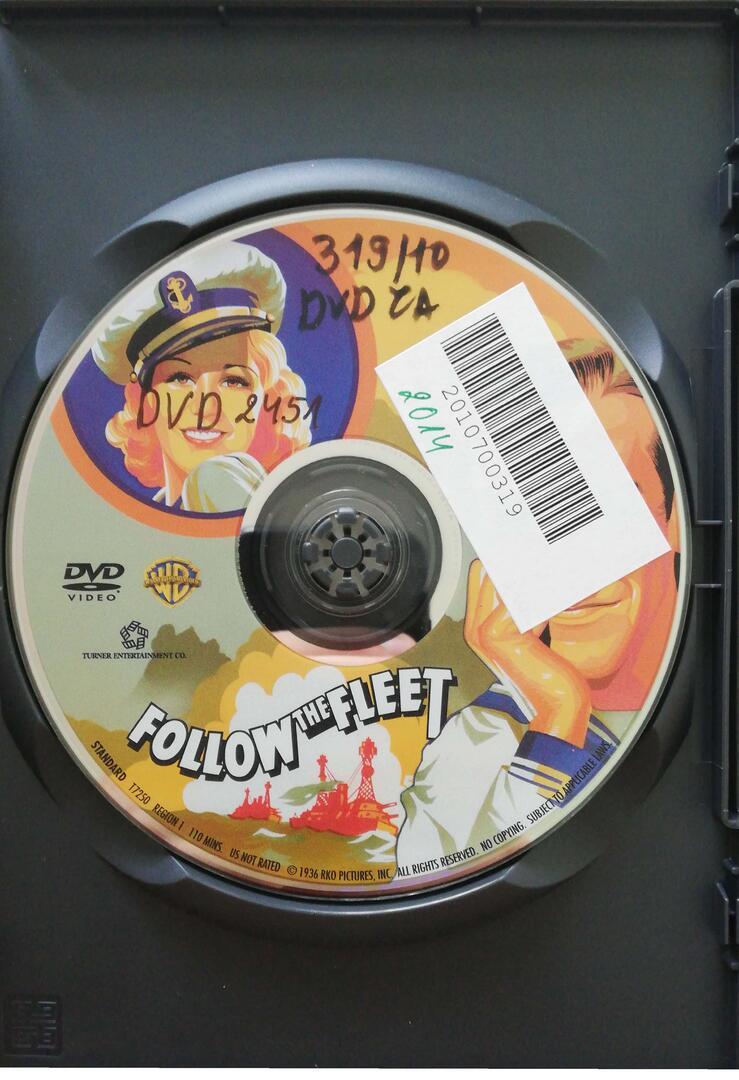 319/10
DVD ČA
DVD 2451
2010700319
2014
DVD
VIDEO
WB
TURNER ENTERTAINMENT CO.
FOLLOW THE FLEET
STANDARD 17250 REGION 1 110 MINS. US NOT RATED © 1936 RKO PICTURES, INC. ALL RIGHTS RESERVED. NO COPYING. SUBJECT TO APPLICABLE LAWS.